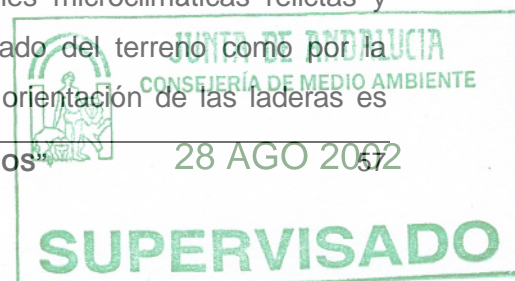 es microclimáticas relictas y
ado del terreno como por la
JUNTA DE ANDALUCIA
CONSEJERÍA DE MEDIO AMBIENTE
orientación de las laderas es
os" 28 AGO 2002 57
SUPERVISADO